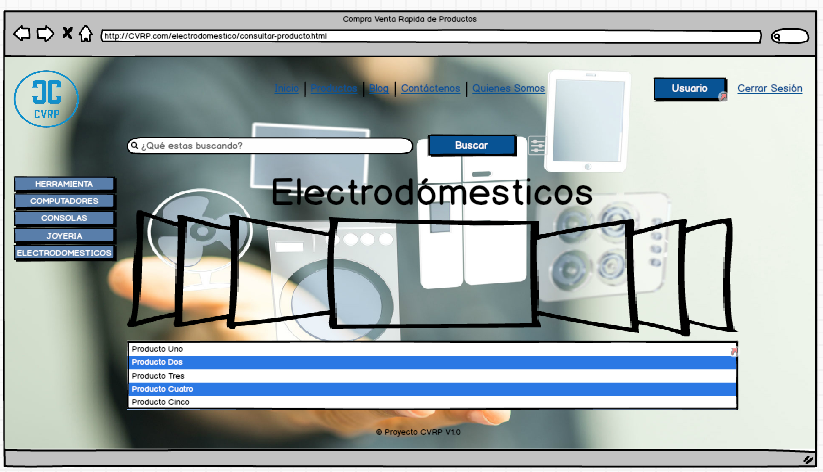 Compra Venta Rapida de Productos
http://CVRP.com/electrodomestico/consultar-producto.html
CVRP
Inicio | Productos | Blog | Contáctenos | Quienes Somos
Usuario
Cerrar Sesión
¿Qué estas buscando?
Buscar
Electrodómesticos
HERRAMIENTA
COMPUTADORES
CONSOLAS
JOYERIA
ELECTRODOMESTICOS
Producto Uno
Producto Dos
Producto Tres
Producto Cuatro
Producto Cinco
© Proyecto CVRP V1.0